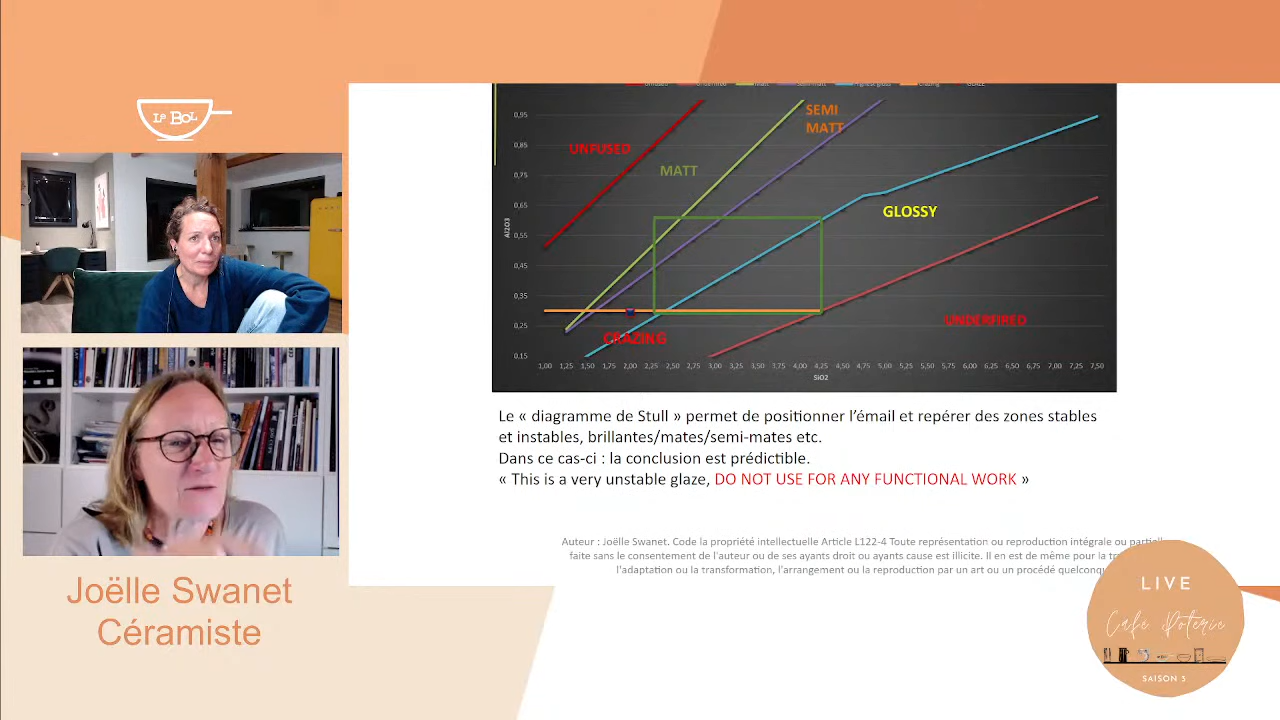 Le BOL
Joëlle Swanet
Céramiste
UNFUSED
MATT
SEMI
MATT
GLOSSY
CRAZING
UNDERFIRED
Al2O3
0,95
0,85
0,75
0,65
0,55
0,45
0,35
0,25
0,15
1,00 1,25 1,50 1,75 2,00 2,25 2,50 2,75 3,00 3,25 3,50 3,75 4,00 4,25 4,50 4,75 5,00 5,25 5,50 5,75 6,00 6,25 6,50 6,75 7,00 7,25 7,50
SiO2
Le « diagramme de Stull » permet de positionner l’émail et repérer des zones stables
et instables, brillantes/mates/semi-mates etc.
Dans ce cas-ci : la conclusion est prédictible.
« This is a very unstable glaze, DO NOT USE FOR ANY FUNCTIONAL WORK »
Auteur : Joëlle Swanet. Code la propriété intellectuelle Article L122-4 Toute représentation ou reproduction intégrale ou
faite sans le consentement de l'auteur ou de ses ayants droit ou ayants cause est illicite. Il en est de même pour la
l'adaptation ou la transformation, l'arrangement ou la reproduction par un art ou un procédé
LIVE
Café Poterie
SAISON 3